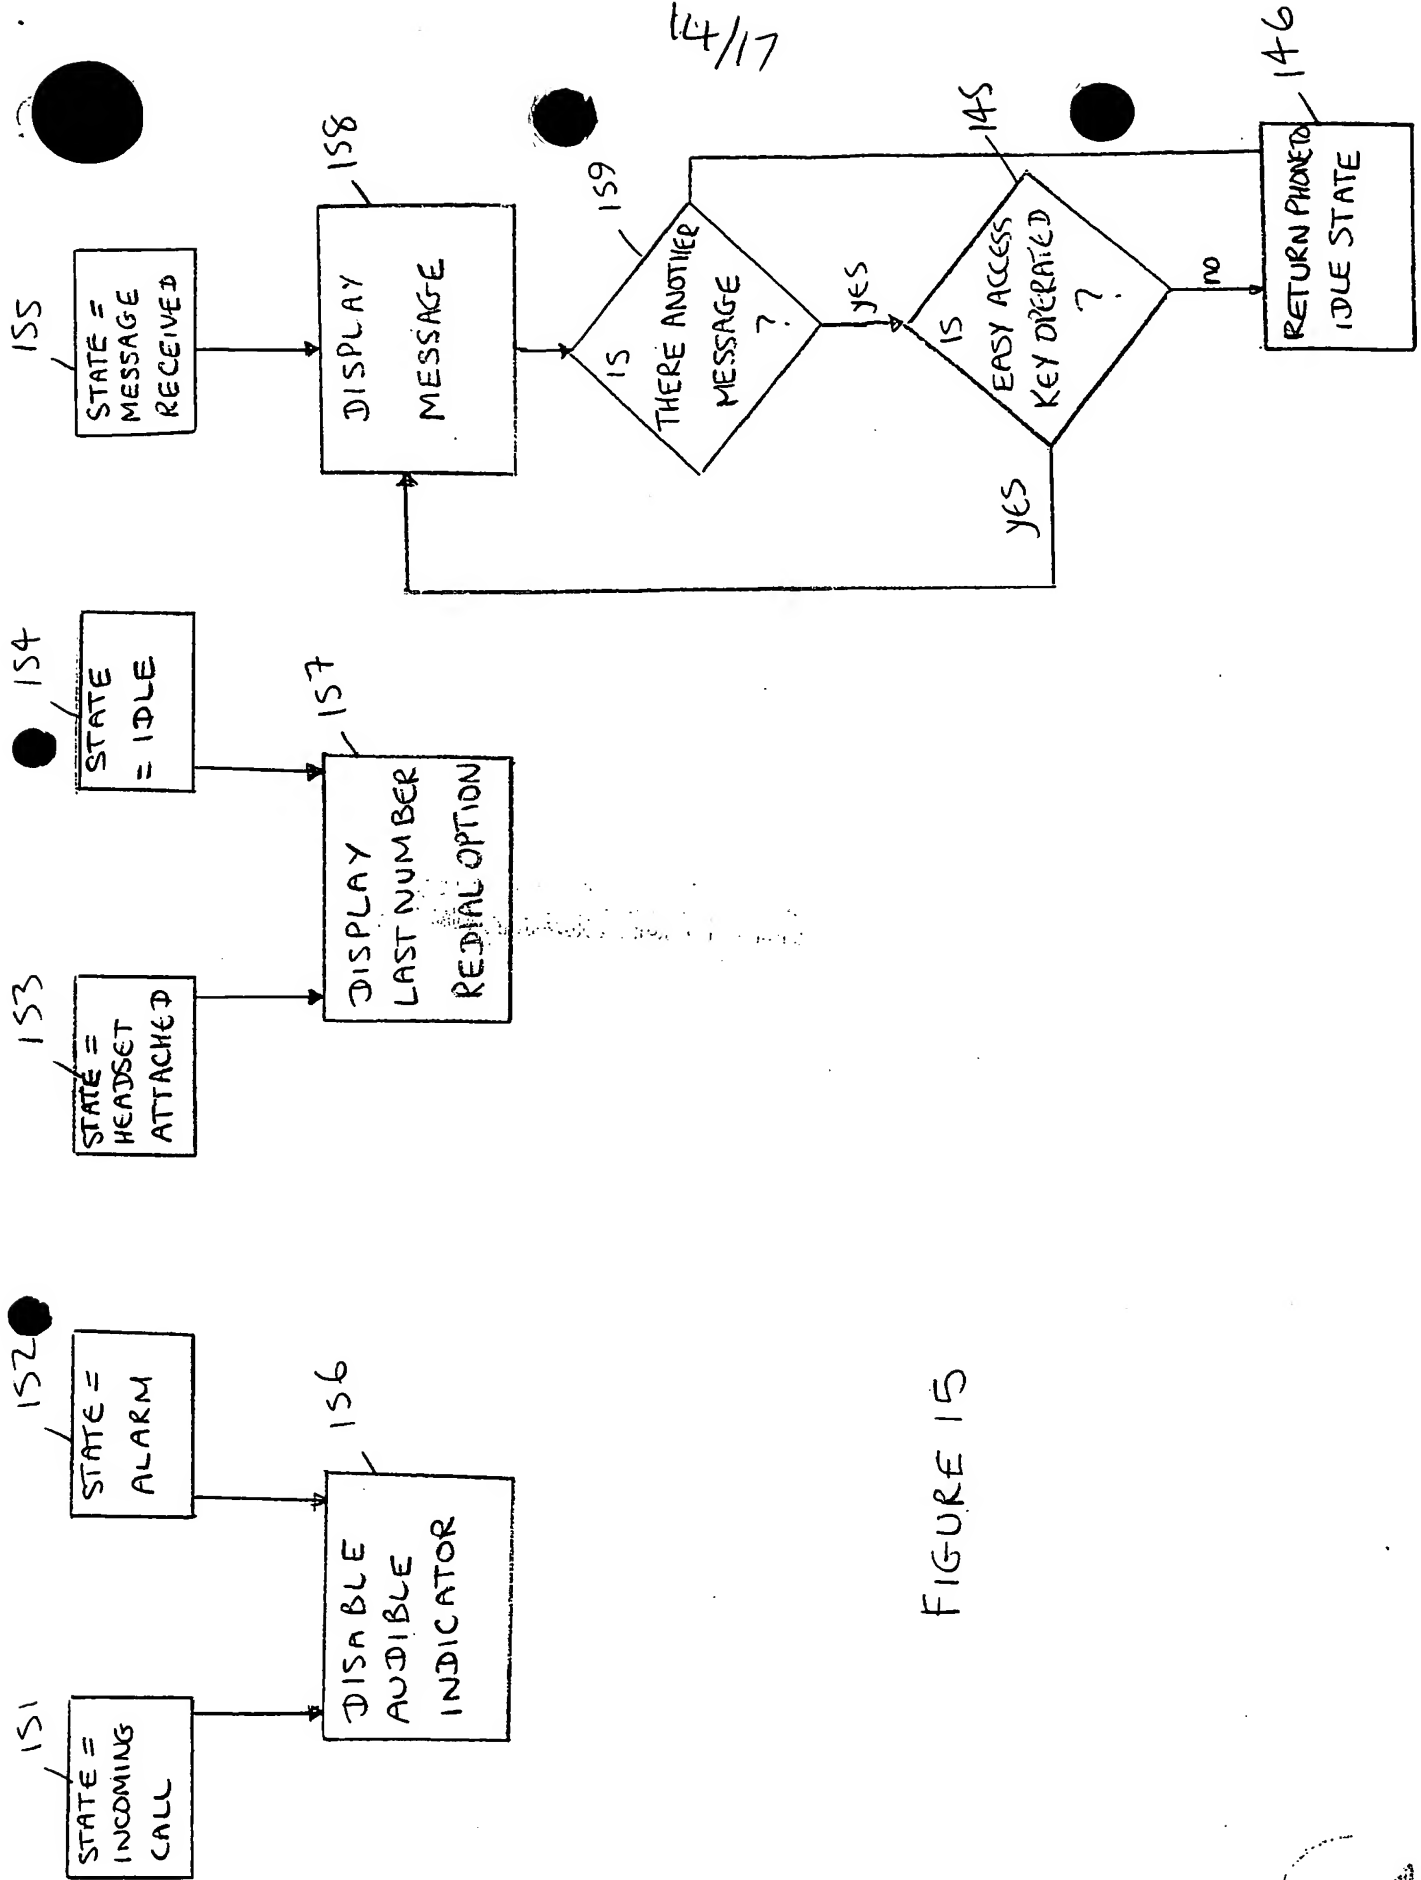 14/17
151
STATE =
INCOMING
CALL
152
STATE =
ALARM
156
DISABLE
AUDIBLE
INDICATOR
153
STATE =
HEADSET
ATTACHED
154
STATE
= IDLE
157
DISPLAY
LAST NUMBER
REDIAL OPTION
155
STATE =
MESSAGE
RECEIVED
158
DISPLAY
MESSAGE
159
IS
THERE ANOTHER
MESSAGE
?
yes
145
IS
EASY ACCESS
KEY OPERATED
?
yes
no
146
RETURN PHONE TO
IDLE STATE
FIGURE 15